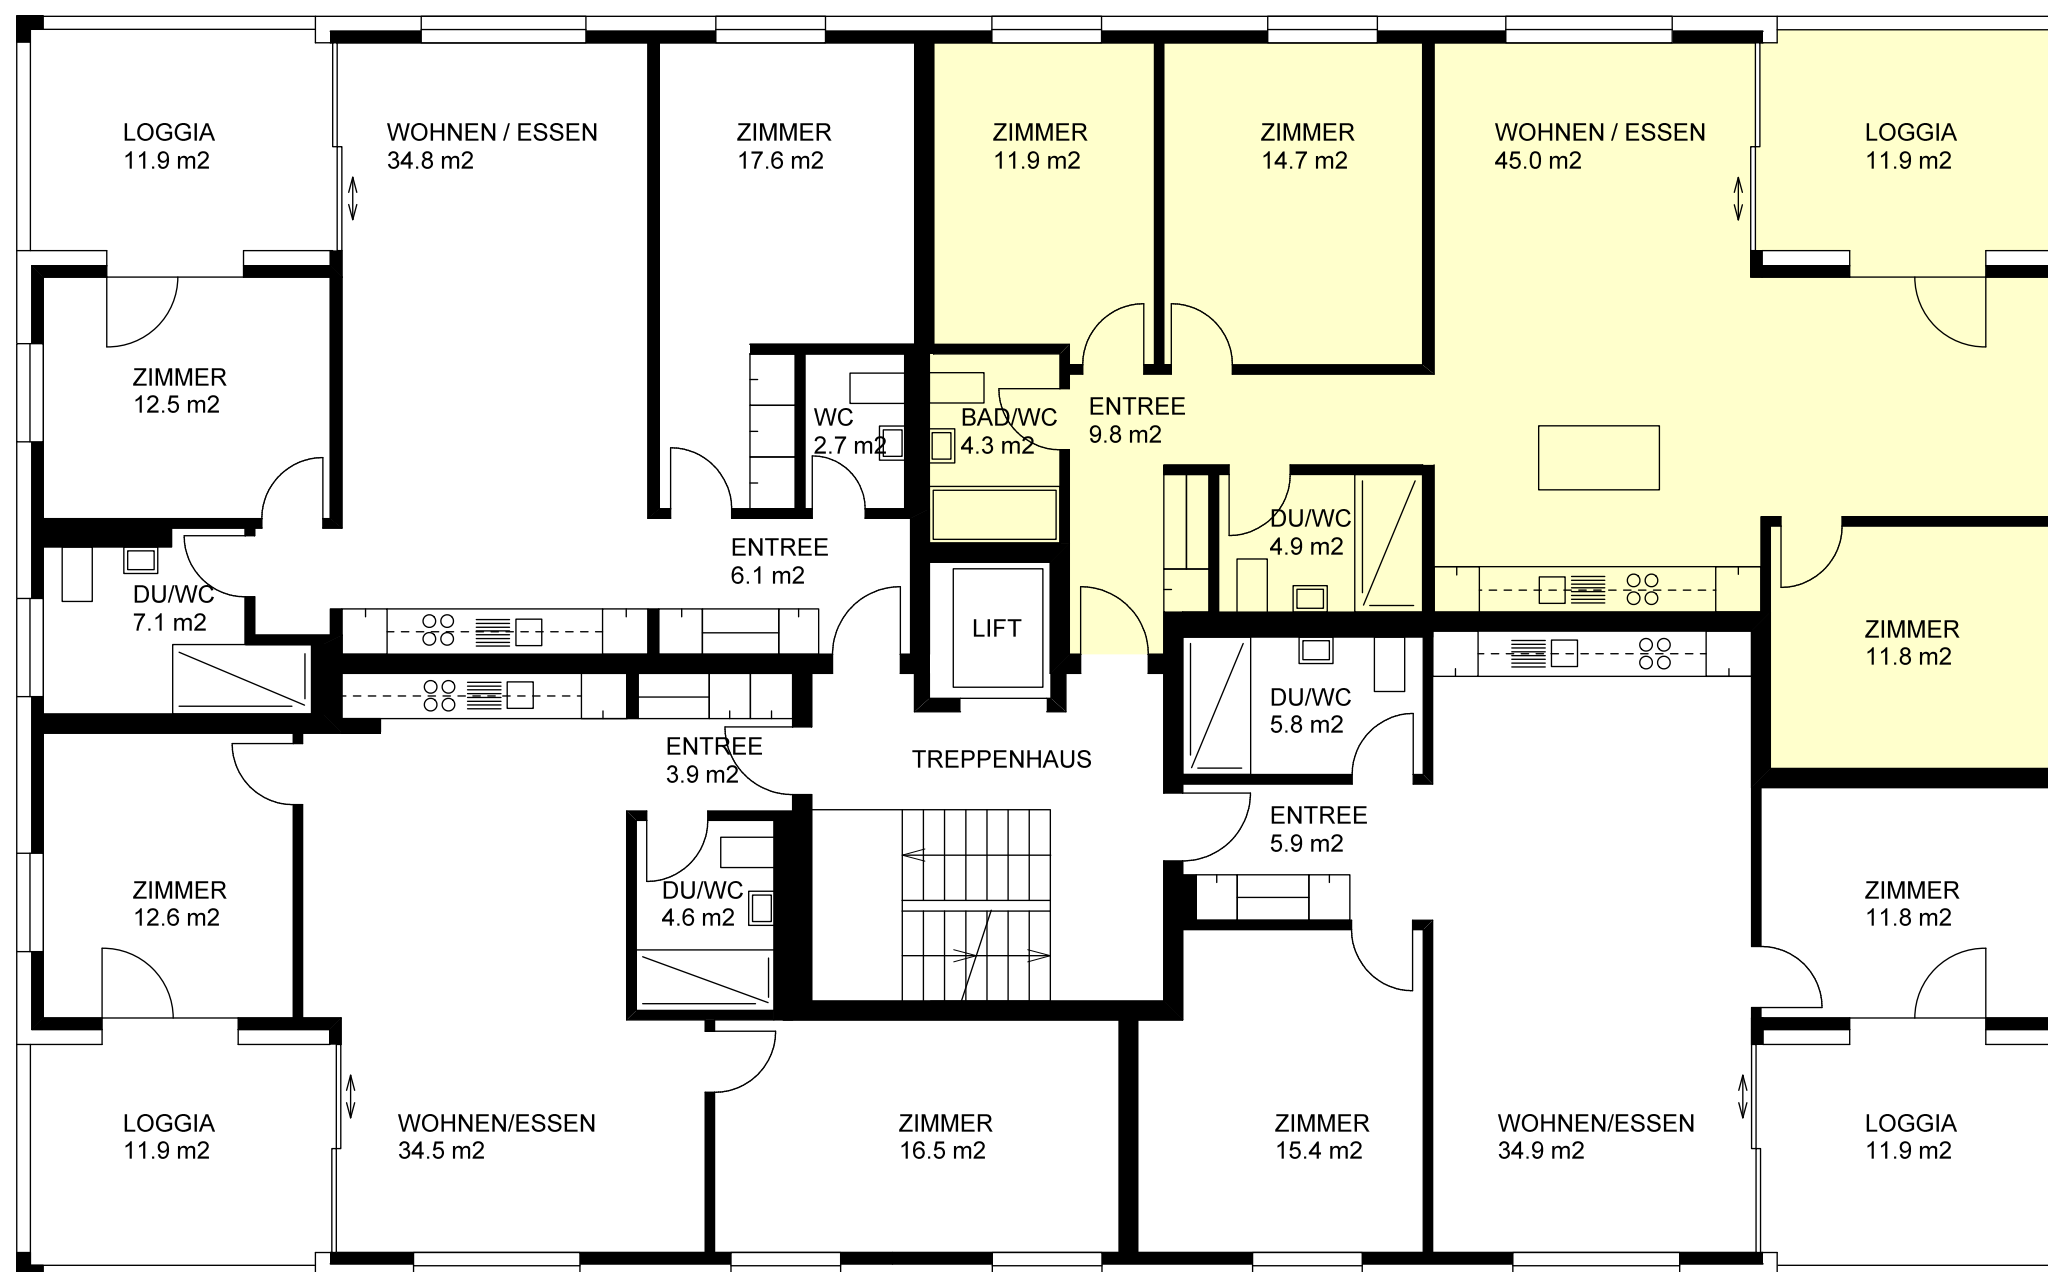 LOGGIA
11.9 m2
WOHNEN / ESSEN
34.8 m2
ZIMMER
17.6 m2
ZIMMER
11.9 m2
ZIMMER
14.7 m2
WOHNEN / ESSEN
45.0 m2
LOGGIA
11.9 m2
ZIMMER
12.5 m2
WC
2.7 m2
BAD/WC
4.3 m2
ENTREE
9.8 m2
DU/WC
4.9 m2
ENTREE
6.1 m2
DU/WC
7.1 m2
LIFT
ZIMMER
11.8 m2
DU/WC
5.8 m2
ENTREE
3.9 m2
TREPPENHAUS
ENTREE
5.9 m2
ZIMMER
12.6 m2
DU/WC
4.6 m2
ZIMMER
11.8 m2
LOGGIA
11.9 m2
WOHNEN/ESSEN
34.5 m2
ZIMMER
16.5 m2
ZIMMER
15.4 m2
WOHNEN/ESSEN
34.9 m2
LOGGIA
11.9 m2